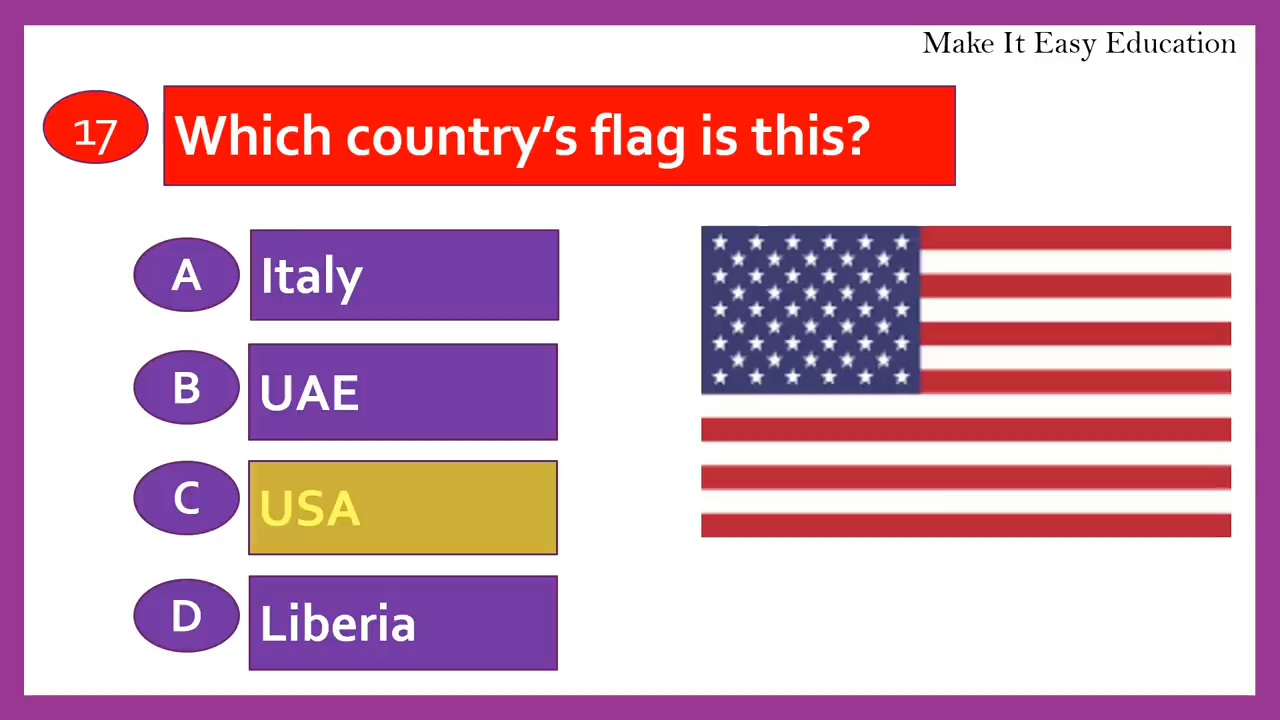 Make It Easy Education
17
Which country’s flag is this?
A
Italy
B
UAE
C
USA
D
Liberia